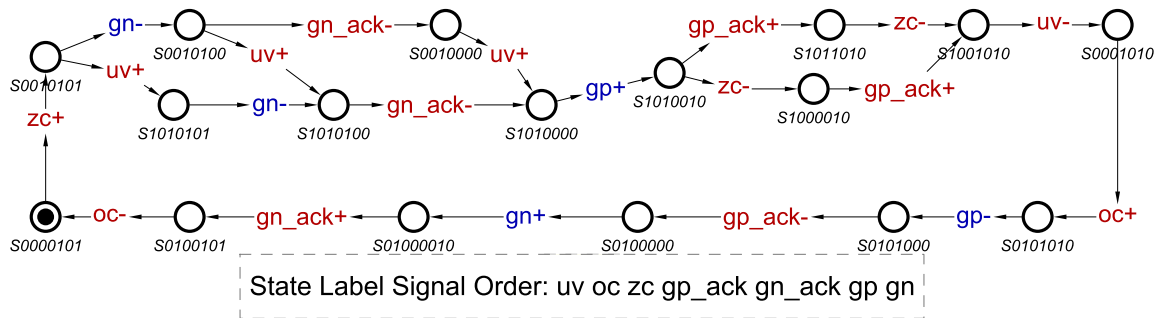 gn- S0010100 gn_ack- S0010000 gp_ack+ S1011010 zc- S1001010 uv- S0001010
S0010101 uv+ uv+ uv+ gp+ S1010010 zc- S1000010 gp_ack+
zc+ S1010101 gn- S1010100 gn_ack- S1010000
S0000101 oc- S0100101 gn_ack+ S01000010 gn+ S0100000 gp_ack- S0101000 gp- S0101010 oc+
State Label Signal Order: uv oc zc gp_ack gn_ack gp gn